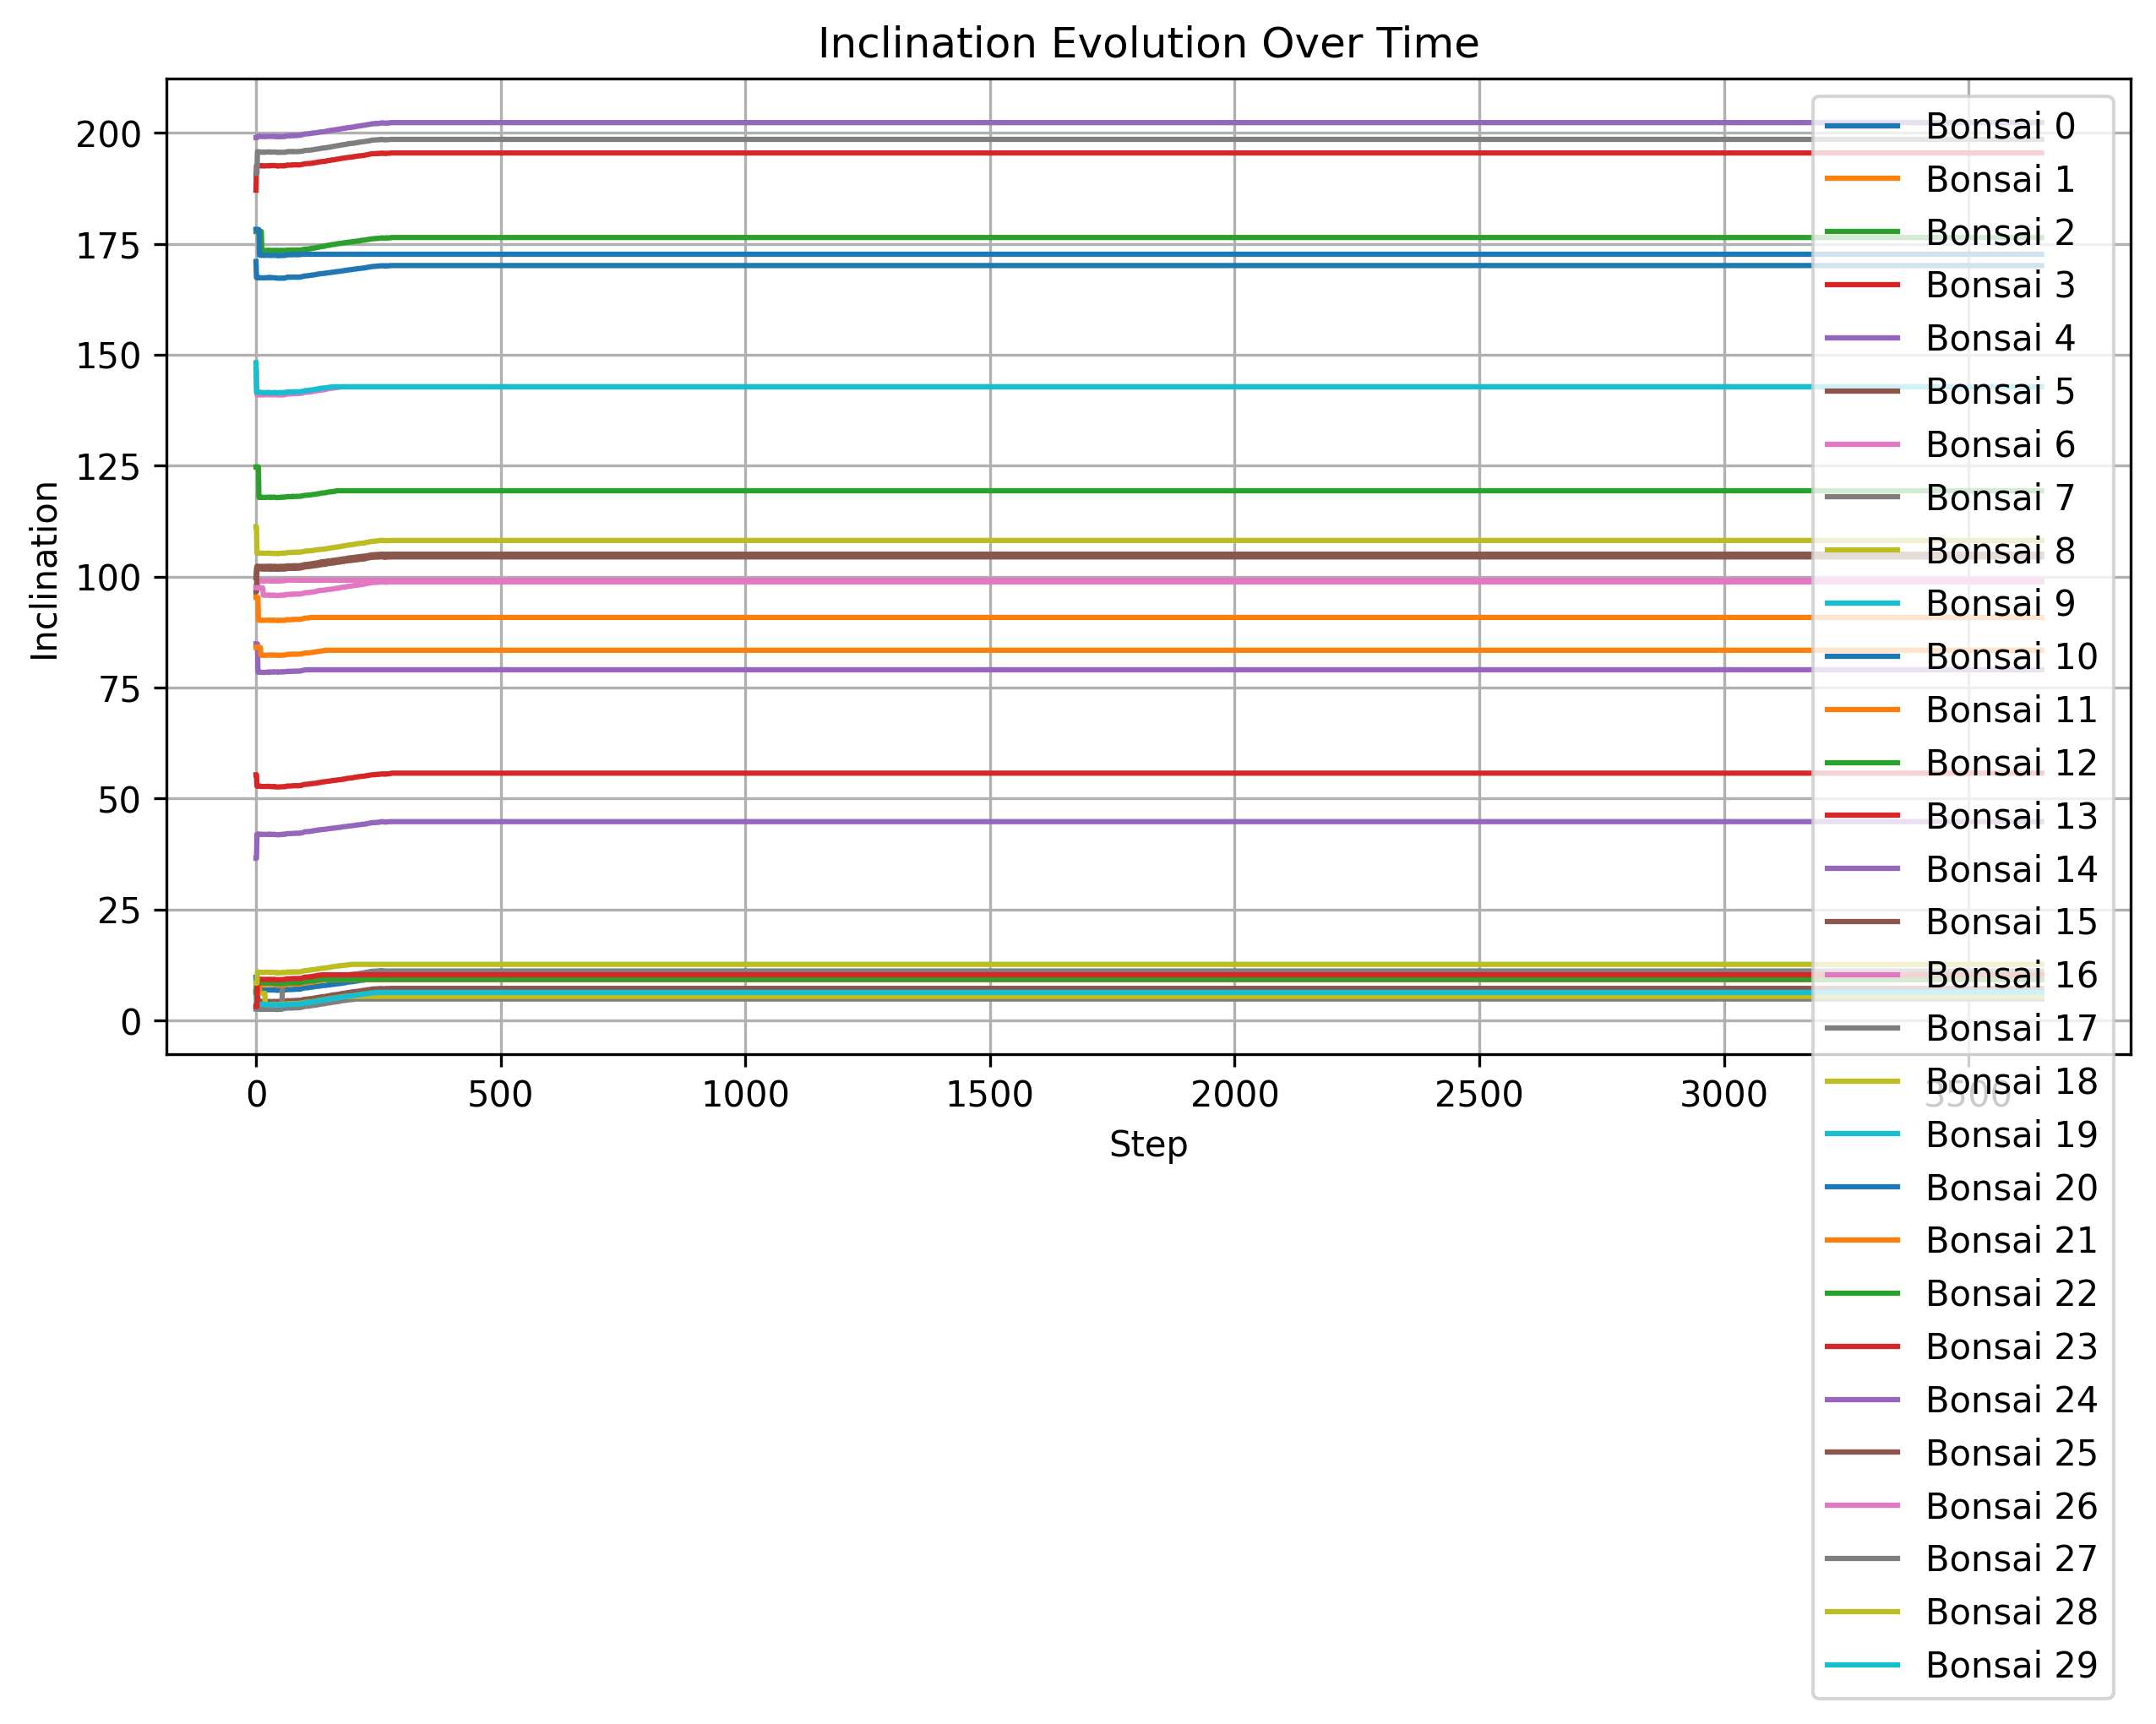 Inclination Evolution Over Time
Inclination
200
175
150
125
100
75
50
25
0
0
500
1000
1500
2000
2500
3000
3500
Step
Bonsai 0
Bonsai 1
Bonsai 2
Bonsai 3
Bonsai 4
Bonsai 5
Bonsai 6
Bonsai 7
Bonsai 8
Bonsai 9
Bonsai 10
Bonsai 11
Bonsai 12
Bonsai 13
Bonsai 14
Bonsai 15
Bonsai 16
Bonsai 17
Bonsai 18
Bonsai 19
Bonsai 20
Bonsai 21
Bonsai 22
Bonsai 23
Bonsai 24
Bonsai 25
Bonsai 26
Bonsai 27
Bonsai 28
Bonsai 29